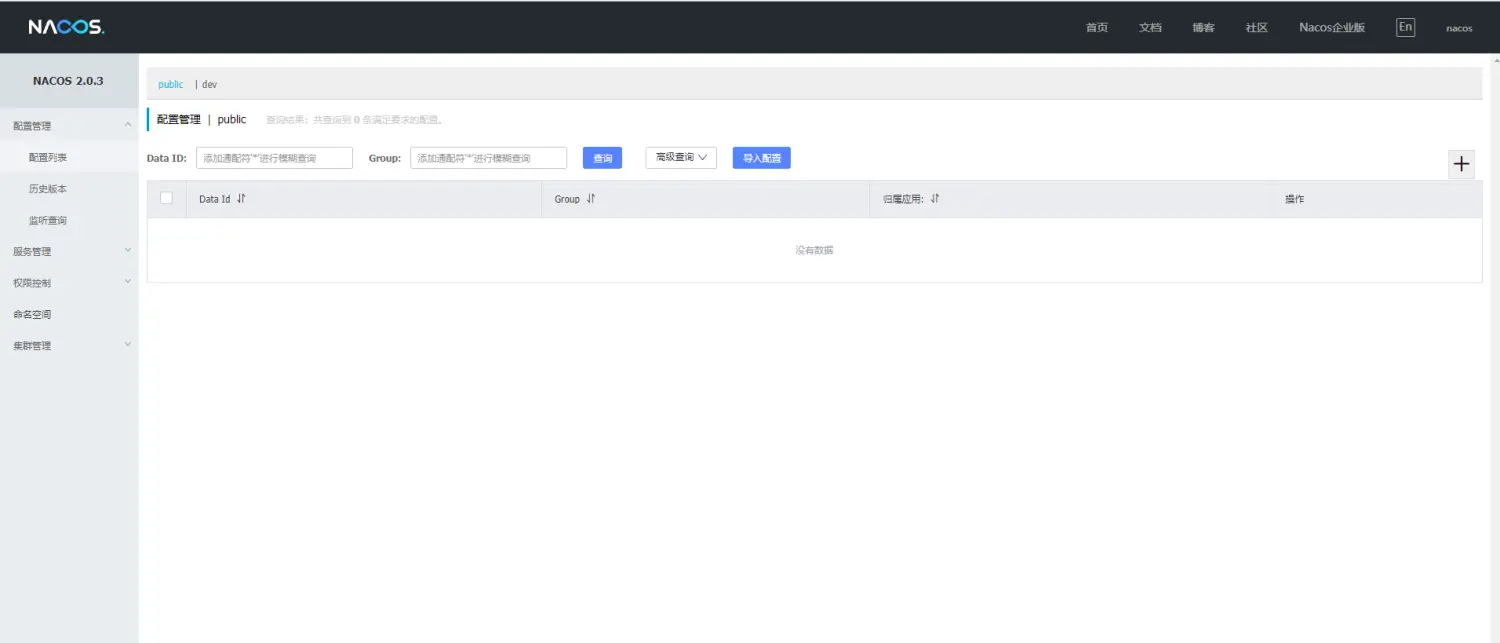 NACOS. 首页 文档 博客 社区 Nacos企业版 En nacos
NACOS 2.0.3
配置管理
配置列表
历史版本
监听查询
服务管理
权限控制
命名空间
集群管理
public | dev
配置管理 | public 查询结果：共查询到 0 条满足要求的配置。
Data ID: 添加通配符'*'进行模糊查询 Group: 添加通配符'*'进行模糊查询 查询 高级查询 导入配置
Data Id Group 归属应用: 操作
没有数据